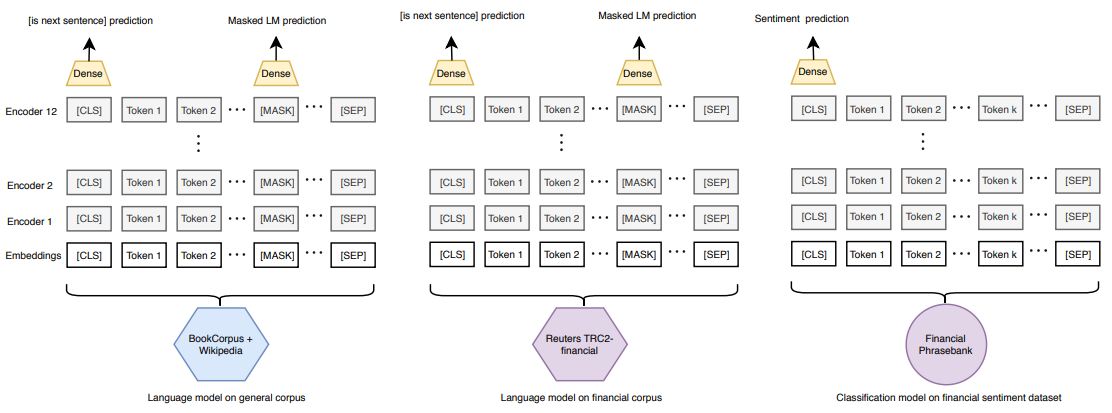 [is next sentence] prediction
Masked LM prediction
[is next sentence] prediction
Masked LM prediction
Sentiment prediction
Dense
Dense
Dense
Dense
Dense
Encoder 12
[CLS] Token 1 Token 2 ... [MASK] ... [SEP]
[CLS] Token 1 Token 2 ... [MASK] ... [SEP]
[CLS] Token 1 Token 2 ... Token k ... [SEP]
Encoder 2
[CLS] Token 1 Token 2 ... [MASK] ... [SEP]
[CLS] Token 1 Token 2 ... [MASK] ... [SEP]
[CLS] Token 1 Token 2 ... Token k ... [SEP]
Encoder 1
[CLS] Token 1 Token 2 ... [MASK] ... [SEP]
[CLS] Token 1 Token 2 ... [MASK] ... [SEP]
[CLS] Token 1 Token 2 ... Token k ... [SEP]
Embeddings
[CLS] Token 1 Token 2 ... [MASK] ... [SEP]
[CLS] Token 1 Token 2 ... [MASK] ... [SEP]
[CLS] Token 1 Token 2 ... Token k ... [SEP]
BookCorpus +
Wikipedia
Reuters TRC2-
financial
Financial
Phrasebank
Language model on general corpus
Language model on financial corpus
Classification model on financial sentiment dataset